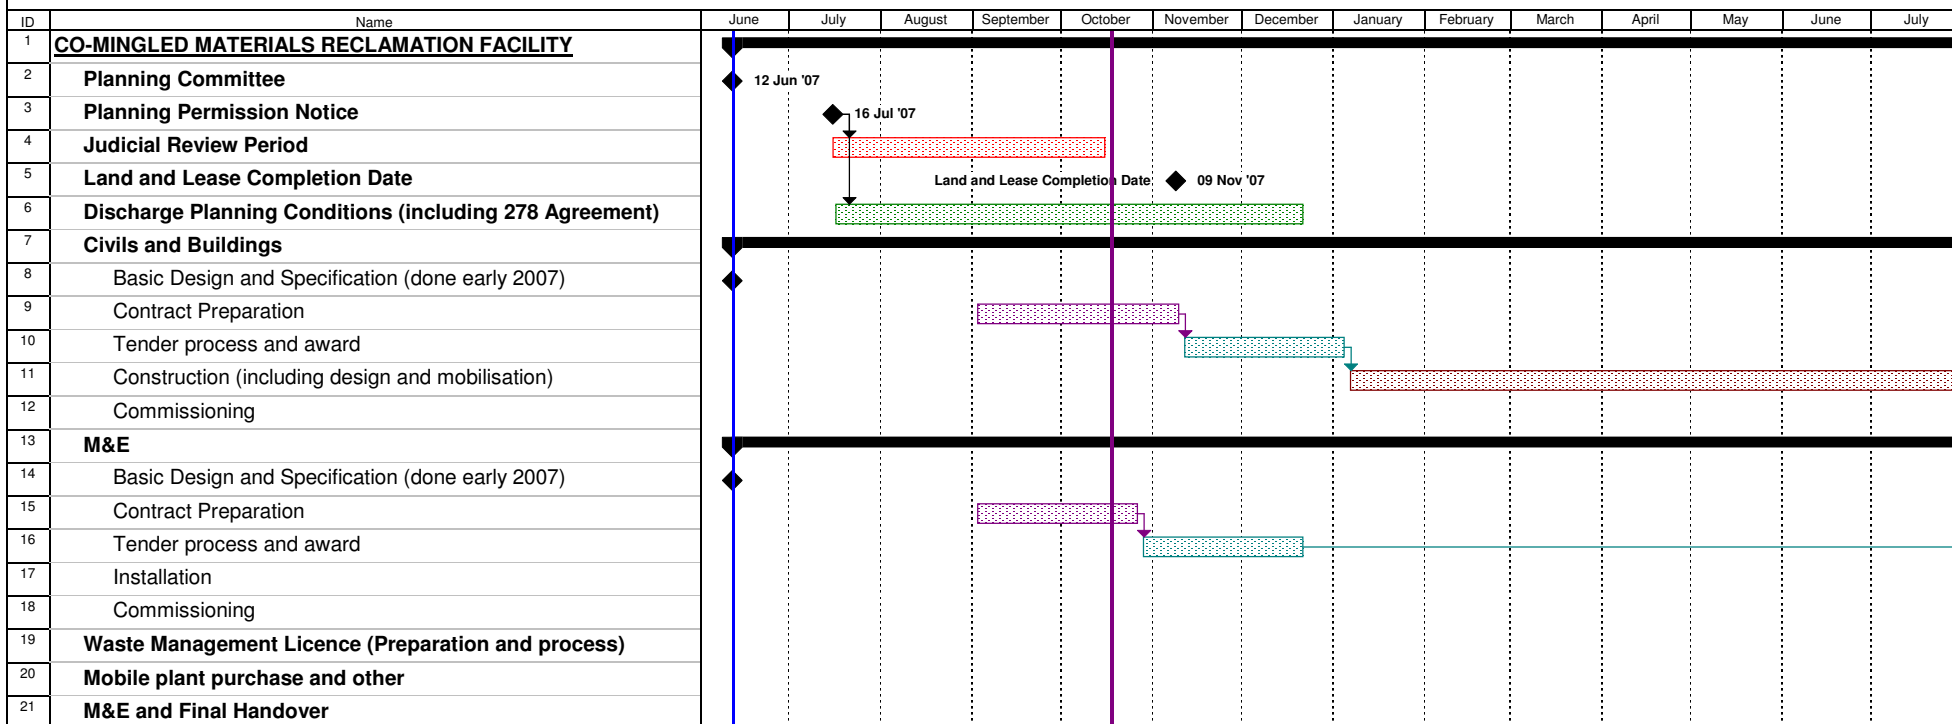 ID Name June July August September October November December January February March April May June July
1 CO-MINGLED MATERIALS RECLAMATION FACILITY
2 Planning Committee 12 Jun '07
3 Planning Permission Notice 16 Jul '07
4 Judicial Review Period
5 Land and Lease Completion Date Land and Lease Completion Date 09 Nov '07
6 Discharge Planning Conditions (including 278 Agreement)
7 Civils and Buildings
8 Basic Design and Specification (done early 2007)
9 Contract Preparation
10 Tender process and award
11 Construction (including design and mobilisation)
12 Commissioning
13 M&E
14 Basic Design and Specification (done early 2007)
15 Contract Preparation
16 Tender process and award
17 Installation
18 Commissioning
19 Waste Management Licence (Preparation and process)
20 Mobile plant purchase and other
21 M&E and Final Handover